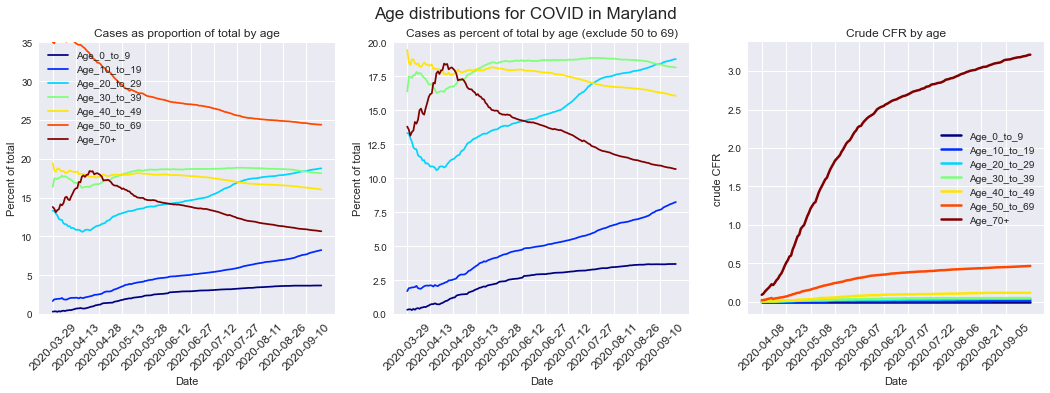 Age distributions for COVID in Maryland
Cases as proportion of total by age
Percent of total
35
30
25
20
15
10
5
0
Age_0_to_9
Age_10_to_19
Age_20_to_29
Age_30_to_39
Age_40_to_49
Age_50_to_69
Age_70+
2020-03-29
2020-04-13
2020-04-28
2020-05-13
2020-05-28
2020-06-12
2020-06-27
2020-07-12
2020-07-27
2020-08-11
2020-08-26
2020-09-10
Date
Cases as percent of total by age (exclude 50 to 69)
Percent of total
20.0
17.5
15.0
12.5
10.0
7.5
5.0
2.5
0.0
2020-03-29
2020-04-13
2020-04-28
2020-05-13
2020-05-28
2020-06-12
2020-06-27
2020-07-12
2020-07-27
2020-08-11
2020-08-26
2020-09-10
Date
Crude CFR by age
crude CFR
3.0
2.5
2.0
1.5
1.0
0.5
0.0
Age_0_to_9
Age_10_to_19
Age_20_to_29
Age_30_to_39
Age_40_to_49
Age_50_to_69
Age_70+
2020-04-08
2020-04-23
2020-05-08
2020-05-23
2020-06-07
2020-06-22
2020-07-07
2020-07-22
2020-08-06
2020-08-21
2020-09-05
Date